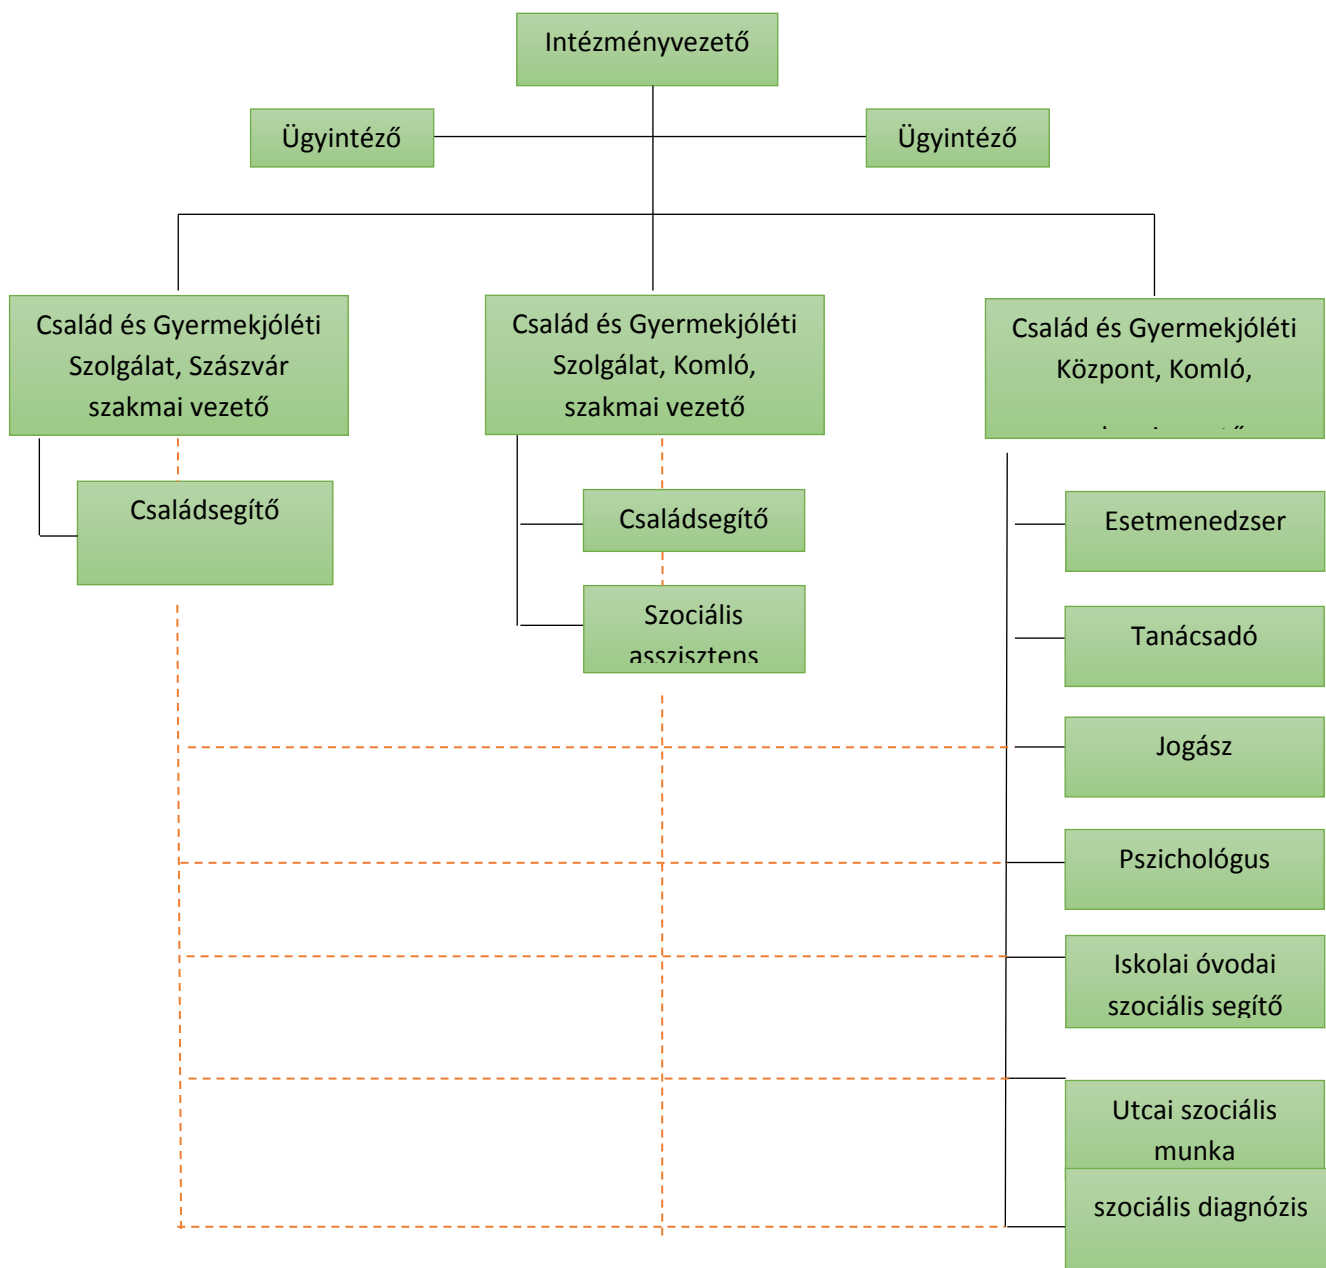 Intézményvezető
Ügyintéző
Ügyintéző
Család és Gyermekjóléti
Szolgálat, Szászvár
szakmai vezető
Család és Gyermekjóléti
Szolgálat, Komló,
szakmai vezető
Család és Gyermekjóléti
Központ, Komló,
Családsegítő
Családsegítő
Szociális
asszisztens
Esetmenedzser
Tanácsadó
Jogász
Pszichológus
Iskolai óvodai
szociális segítő
Utcai szociális
munka
szociális diagnózis